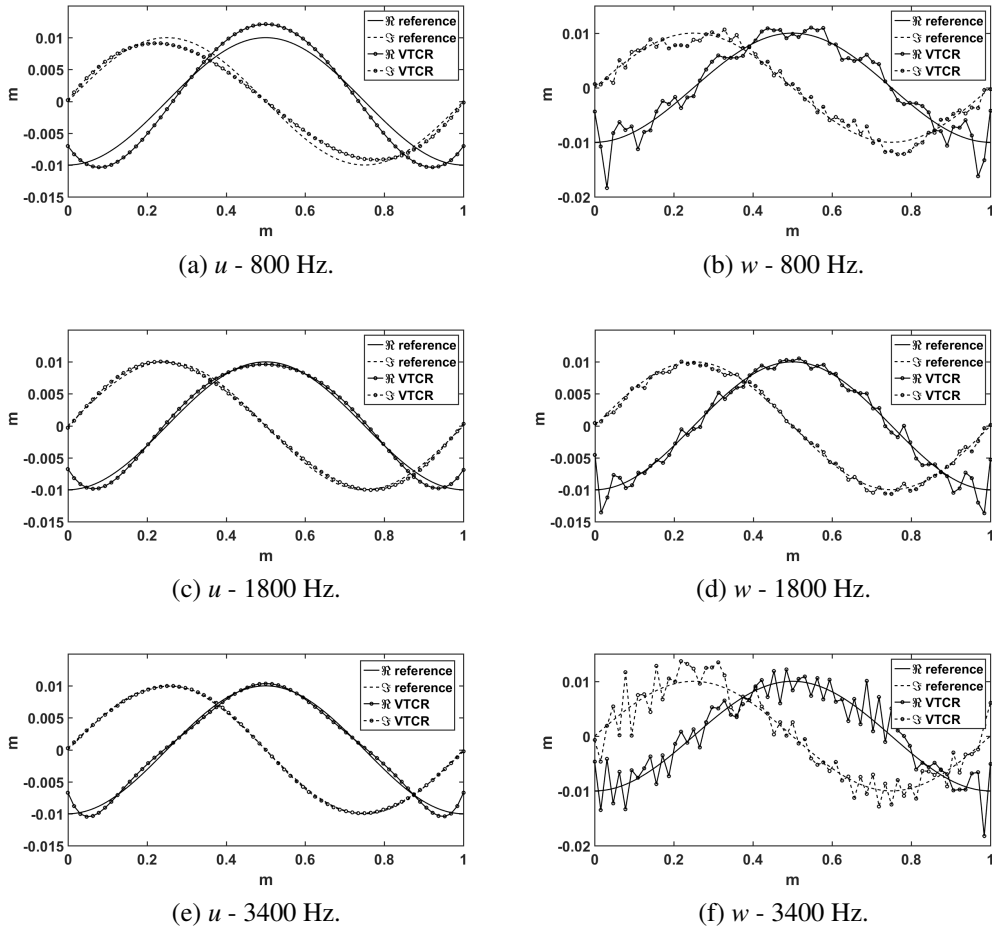 ℜ reference
ℑ reference
ℜ VTCR
ℑ VTCR
0.01
0.005
0
-0.005
-0.01
-0.015
m
0 0.2 0.4 0.6 0.8 1
m
(a) u - 800 Hz.
ℜ reference
ℑ reference
ℜ VTCR
ℑ VTCR
0.01
0
-0.01
-0.02
m
0 0.2 0.4 0.6 0.8 1
m
(b) w - 800 Hz.
ℜ reference
ℑ reference
ℜ VTCR
ℑ VTCR
0.01
0.005
0
-0.005
-0.01
-0.015
m
0 0.2 0.4 0.6 0.8 1
m
(c) u - 1800 Hz.
ℜ reference
ℑ reference
ℜ VTCR
ℑ VTCR
0.01
0.005
0
-0.005
-0.01
-0.015
m
0 0.2 0.4 0.6 0.8 1
m
(d) w - 1800 Hz.
ℜ reference
ℑ reference
ℜ VTCR
ℑ VTCR
0.01
0.005
0
-0.005
-0.01
-0.015
m
0 0.2 0.4 0.6 0.8 1
m
(e) u - 3400 Hz.
ℜ reference
ℑ reference
ℜ VTCR
ℑ VTCR
0.01
0
-0.01
-0.02
m
0 0.2 0.4 0.6 0.8 1
m
(f) w - 3400 Hz.